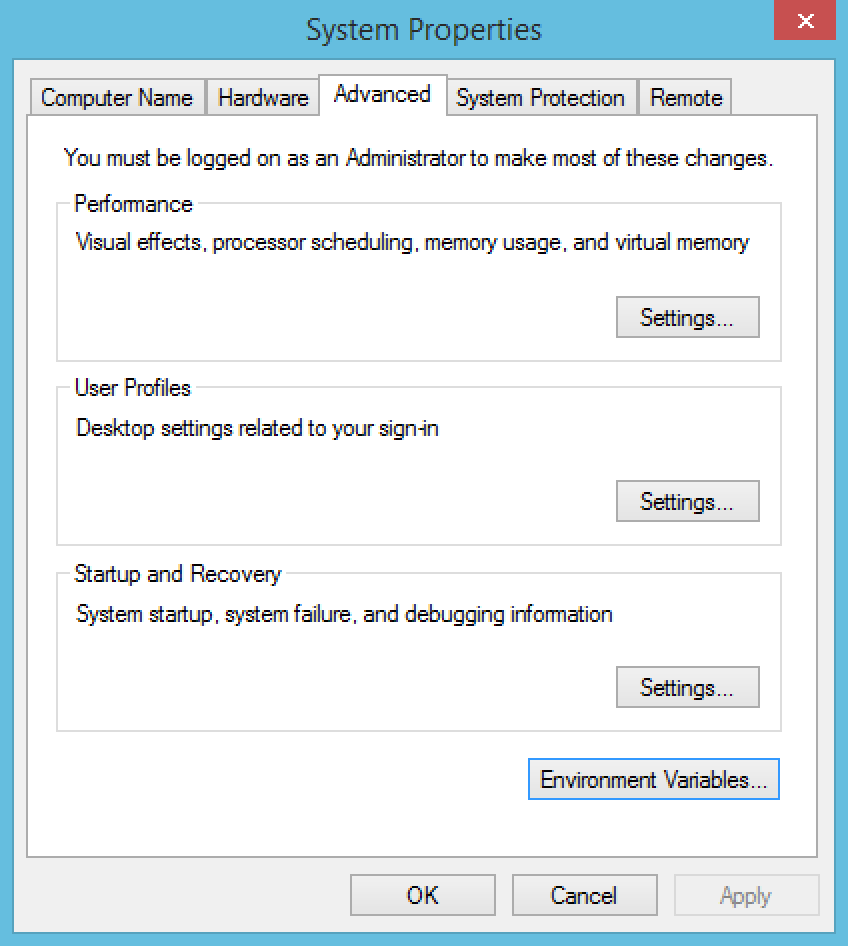 System Properties
Computer Name
Hardware
Advanced
System Protection
Remote
You must be logged on as an Administrator to make most of these changes.
Performance
Visual effects, processor scheduling, memory usage, and virtual memory
Settings...
User Profiles
Desktop settings related to your sign-in
Settings...
Startup and Recovery
System startup, system failure, and debugging information
Settings...
Environment Variables...
OK
Cancel
Apply